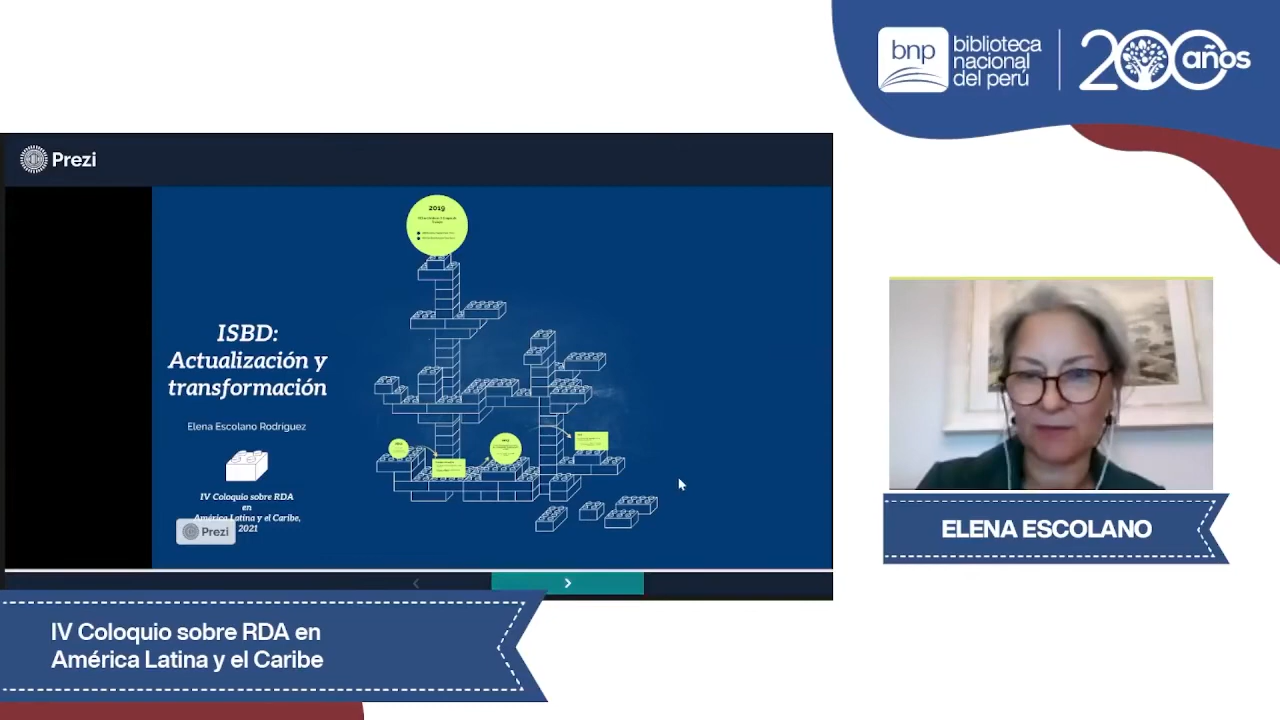 bnp
biblioteca
nacional
del perú
200 años
Prezi
2019
ISBD:
Actualización y
transformación
Elena Escolano Rodríguez
IV Coloquio sobre RDA
en
América Latina y el Caribe,
2021
Prezi
ELENA ESCOLANO
IV Coloquio sobre RDA en
América Latina y el Caribe